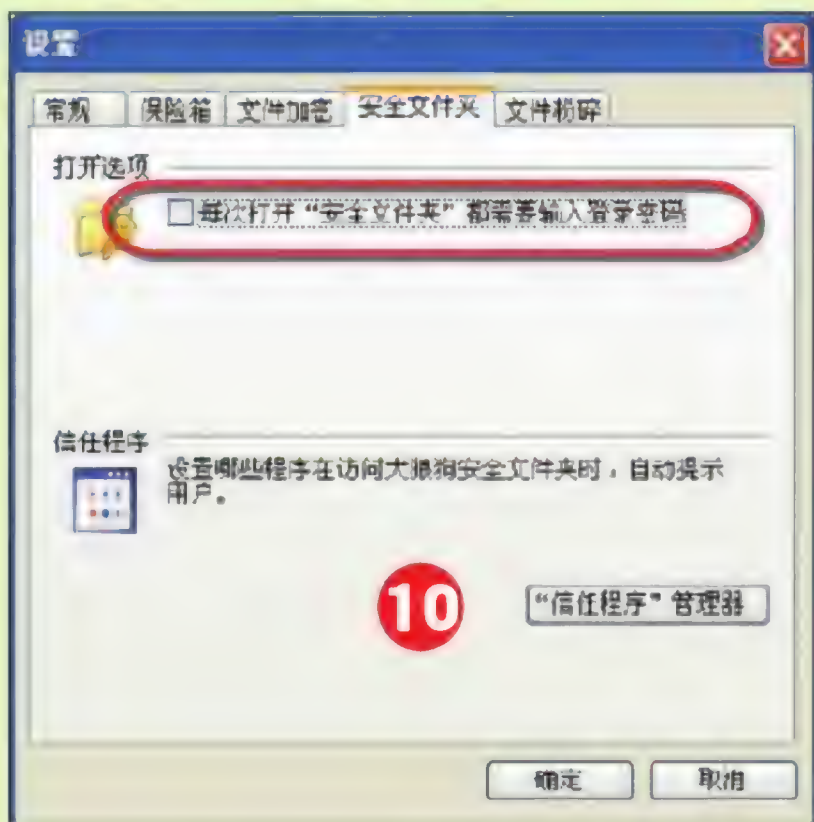 设置
常规 保险箱 文件加密 安全文件夹 文件粉碎
打开选项
每次打开“安全文件夹”都需要输入登录密码
信任程序
设置哪些程序在访问大狼狗安全文件夹时，自动提示
用户。
10
“信任程序”管理器
确定 取消